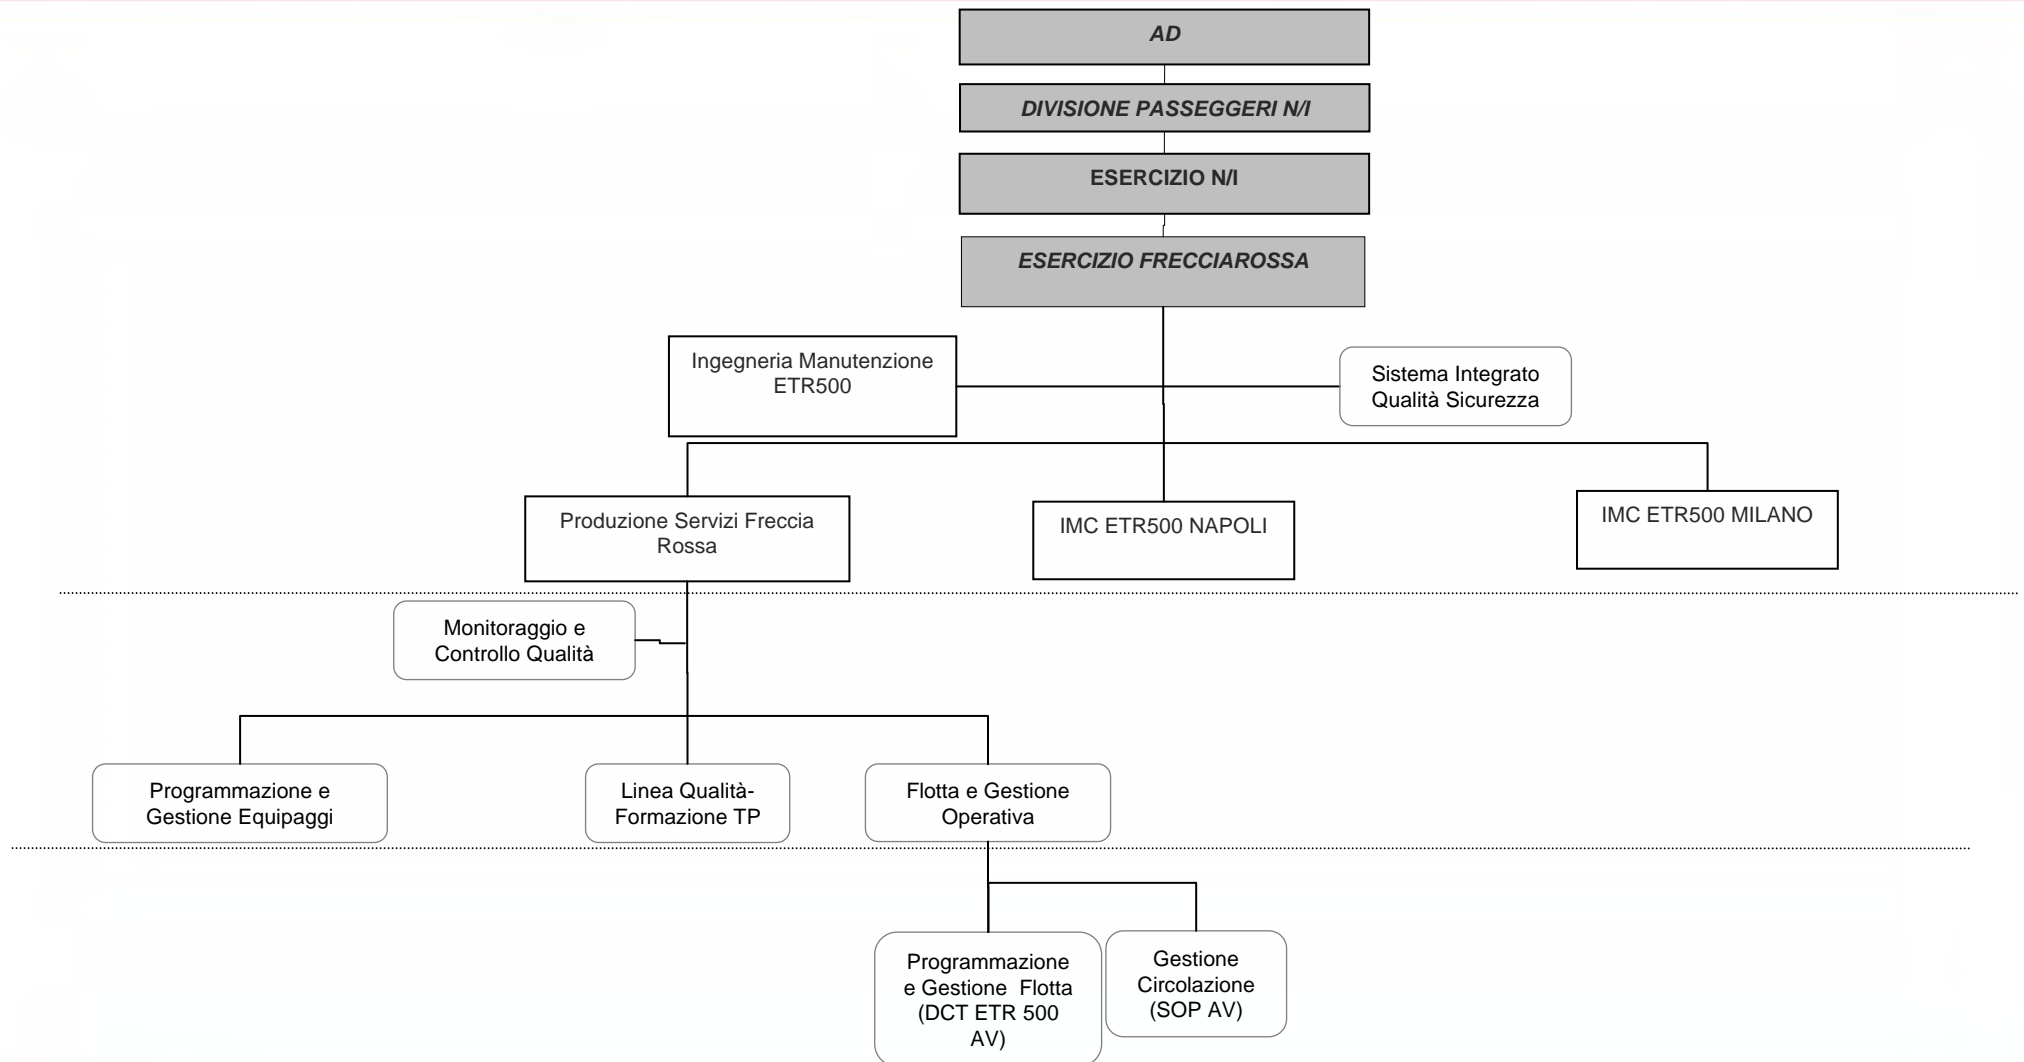 AD
DIVISIONE PASSEGGERI N/I
ESERCIZIO N/I
ESERCIZIO FRECCIAROSSA
Ingegneria Manutenzione
ETR500
Sistema Integrato
Qualità Sicurezza
Produzione Servizi Freccia
Rossa
IMC ETR500 NAPOLI
IMC ETR500 MILANO
Monitoraggio e
Controllo Qualità
Programmazione e
Gestione Equipaggi
Linea Qualità-
Formazione TP
Flotta e Gestione
Operativa
Programmazione
e Gestione  Flotta
(DCT ETR 500
AV)
Gestione
Circolazione
(SOP AV)